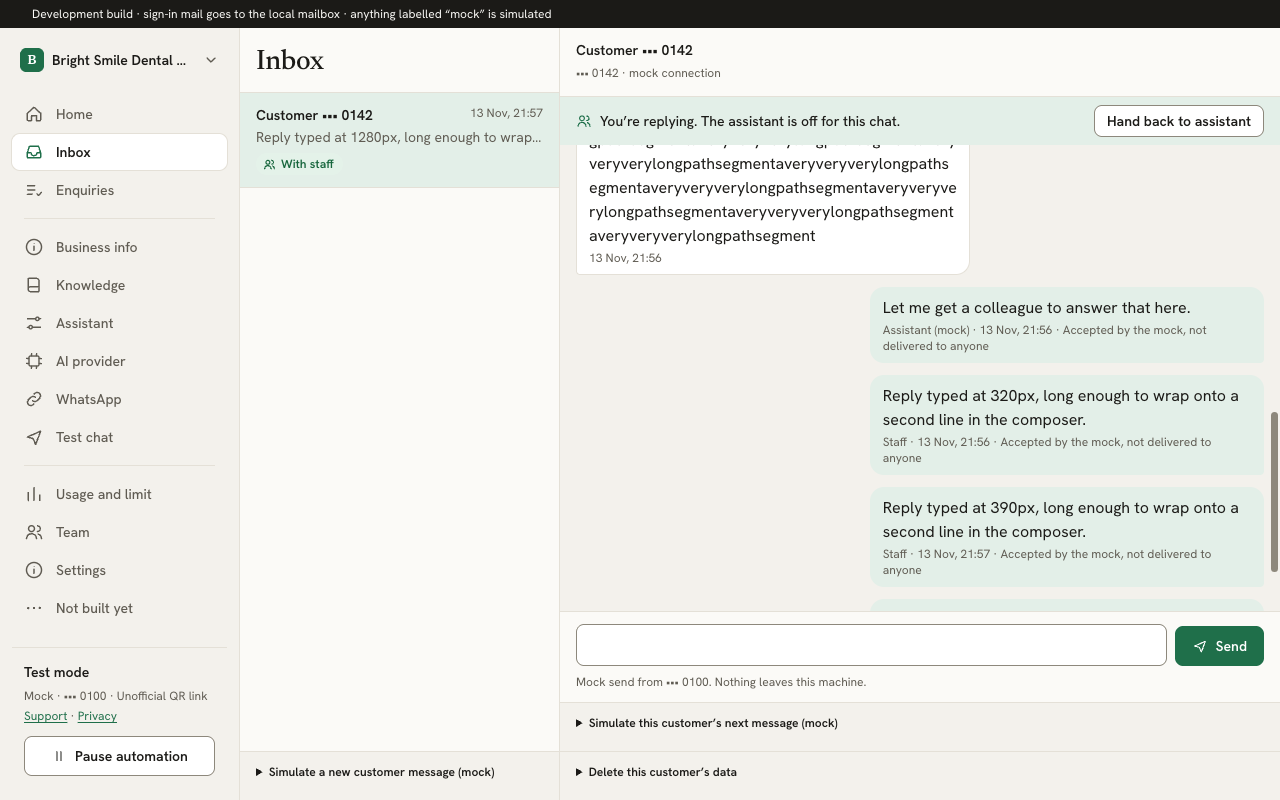 Development build · sign-in mail goes to the local mailbox · anything labelled “mock” is simulated
B
Bright Smile Dental ...
Home
Inbox
Enquiries
Business info
Knowledge
Assistant
AI provider
WhatsApp
Test chat
Usage and limit
Team
Settings
Not built yet
Test mode
Mock · ▪▪▪ 0100 · Unofficial QR link
Support · Privacy
Pause automation
Inbox
Customer ▪▪▪ 0142
13 Nov, 21:57
Reply typed at 1280px, long enough to wrap...
With staff
Simulate a new customer message (mock)
Customer ▪▪▪ 0142
▪▪▪ 0142 · mock connection
You’re replying. The assistant is off for this chat.
Hand back to assistant
veryverylongpathsegmentaveryveryverylongpaths
egmentaveryveryverylongpathsegmentaveryveryve
rylongpathsegmentaveryveryverylongpathsegment
averyveryverylongpathsegment
13 Nov, 21:56
Let me get a colleague to answer that here.
Assistant (mock) · 13 Nov, 21:56 · Accepted by the mock, not
delivered to anyone
Reply typed at 320px, long enough to wrap onto a
second line in the composer.
Staff · 13 Nov, 21:56 · Accepted by the mock, not delivered to
anyone
Reply typed at 390px, long enough to wrap onto a
second line in the composer.
Staff · 13 Nov, 21:57 · Accepted by the mock, not delivered to
anyone
Send
Mock send from ▪▪▪ 0100. Nothing leaves this machine.
Simulate this customer’s next message (mock)
Delete this customer’s data